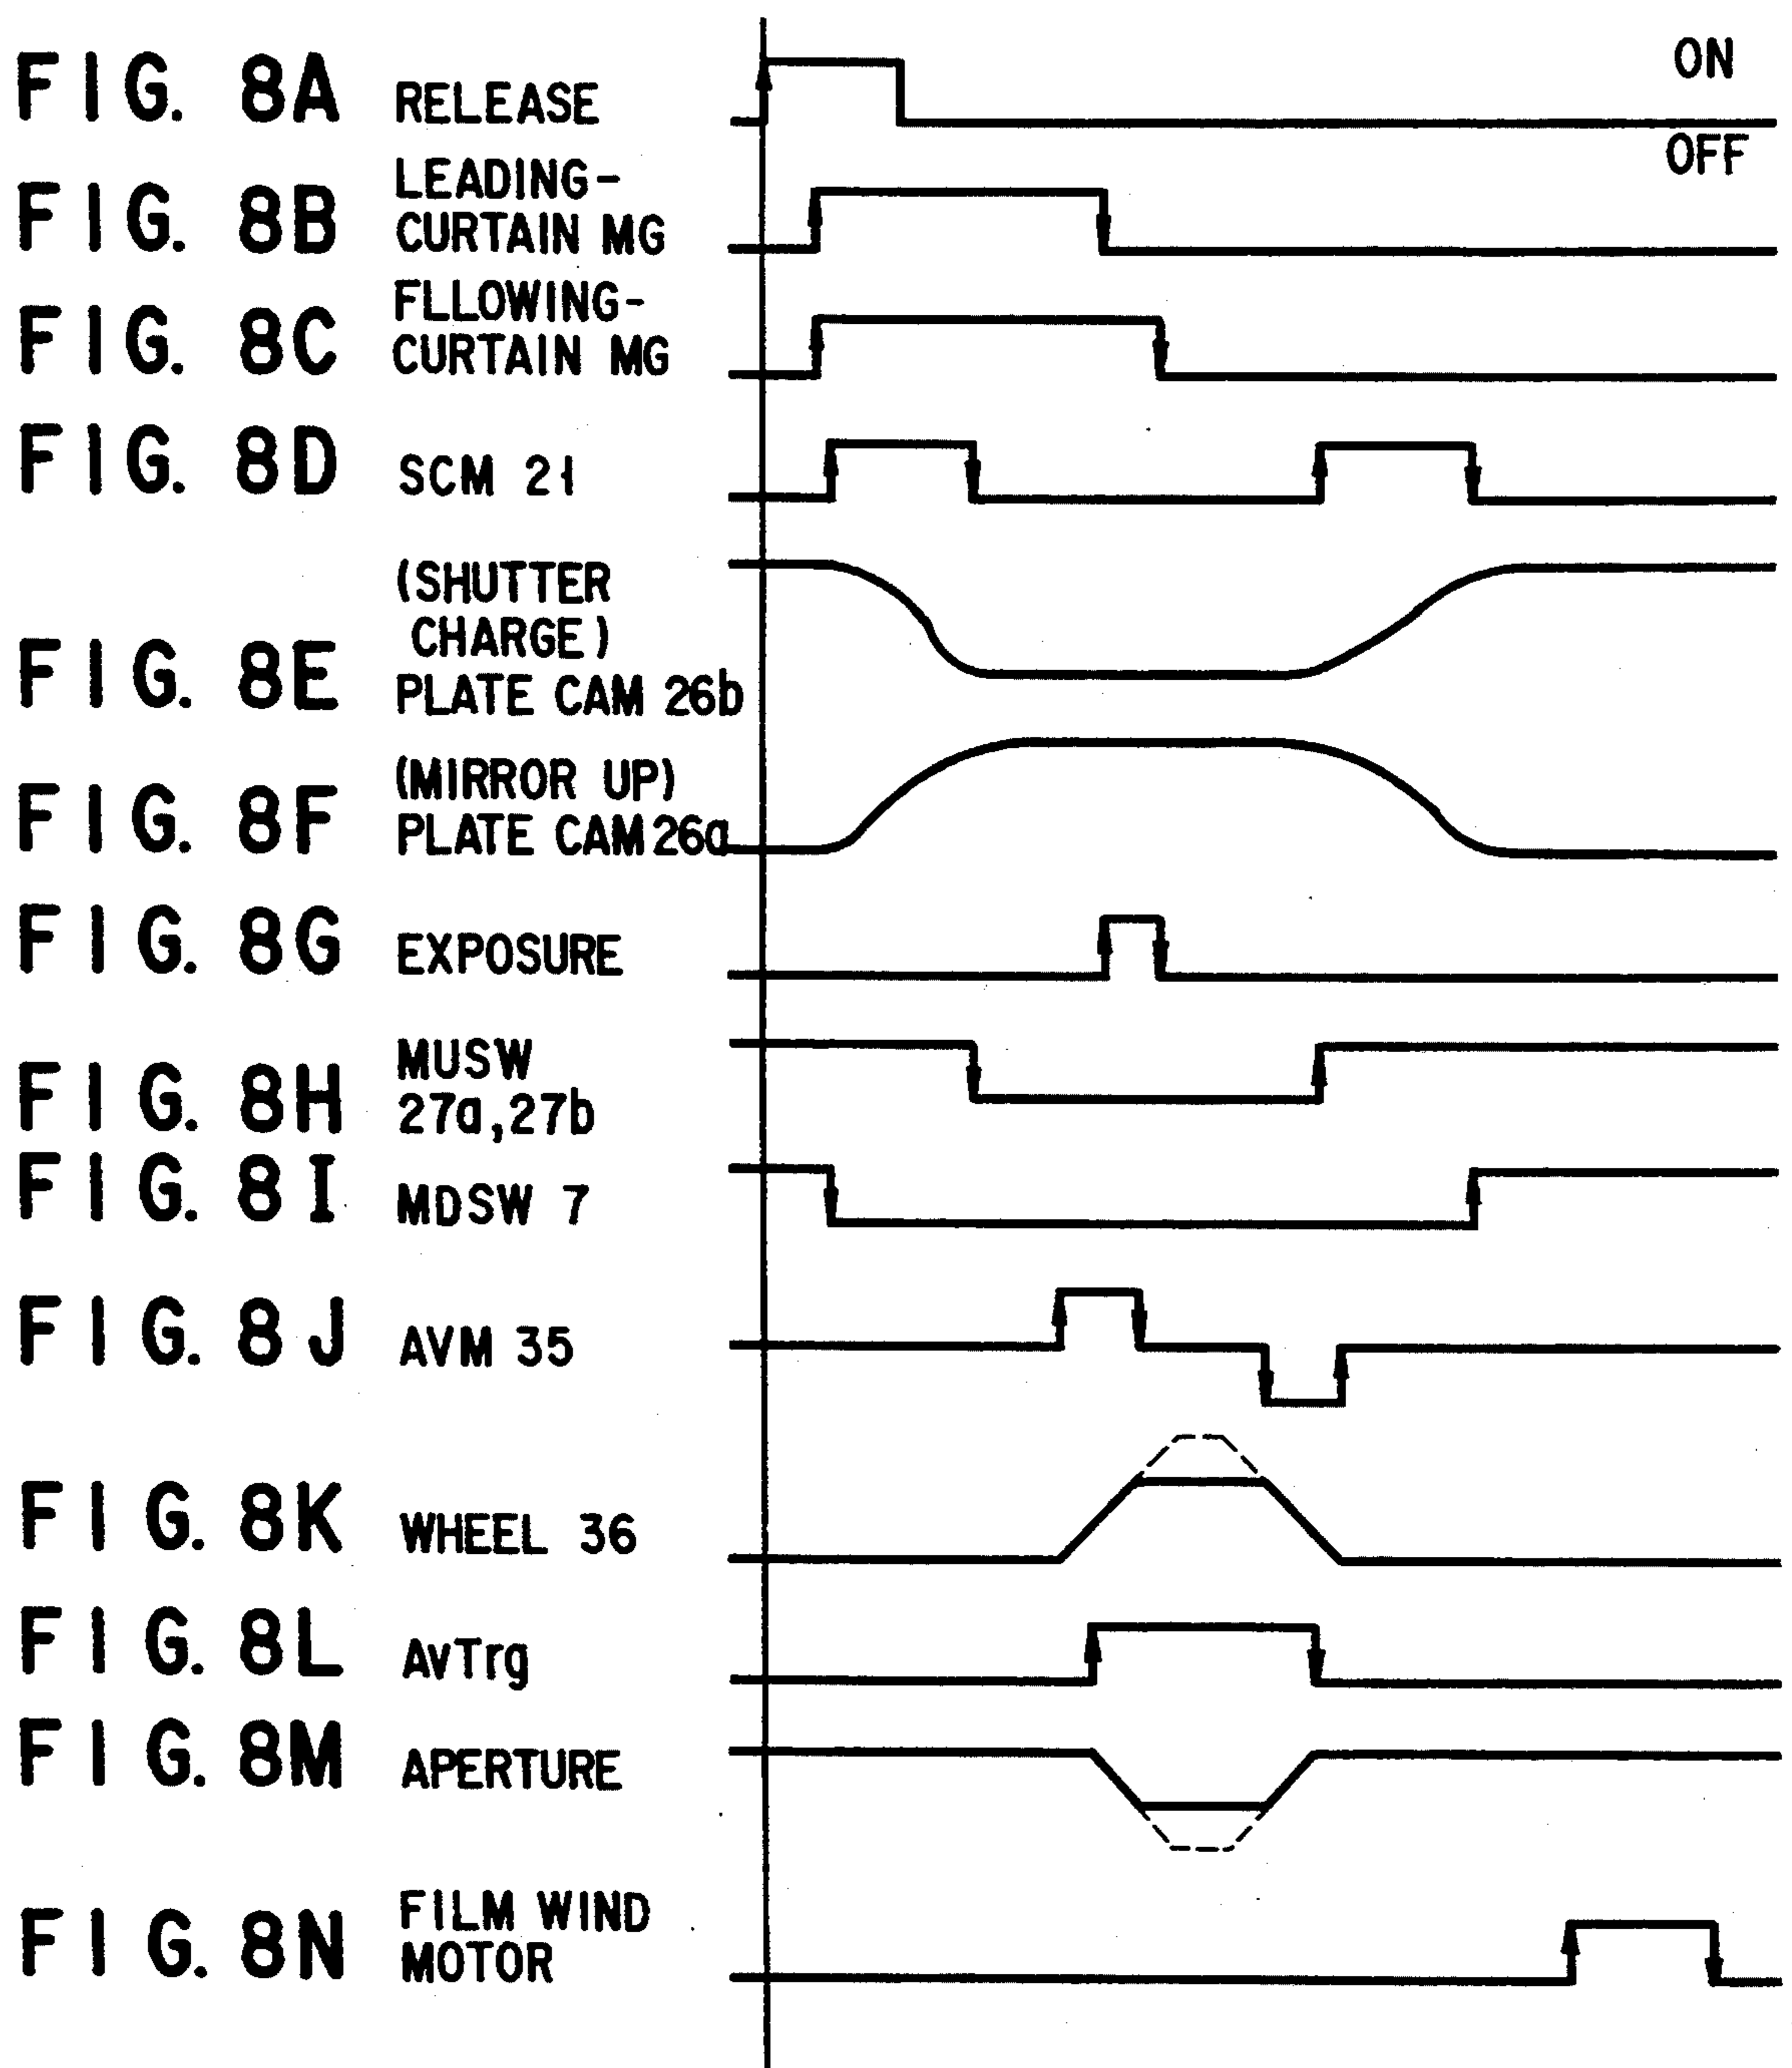 FIG. 8A RELEASE
ON
OFF
FIG. 8B LEADING-
CURTAIN MG
FIG. 8C FLLOWING-
CURTAIN MG
FIG. 8D SCM 21
FIG. 8E (SHUTTER
CHARGE)
PLATE CAM 26b
FIG. 8F (MIRROR UP)
PLATE CAM 26a
FIG. 8G EXPOSURE
FIG. 8H MUSW
27a,27b
FIG. 8I MDSW 7
FIG. 8J AVM 35
FIG. 8K WHEEL 36
FIG. 8L AvTrg
FIG. 8M APERTURE
FIG. 8N FILM WIND
MOTOR